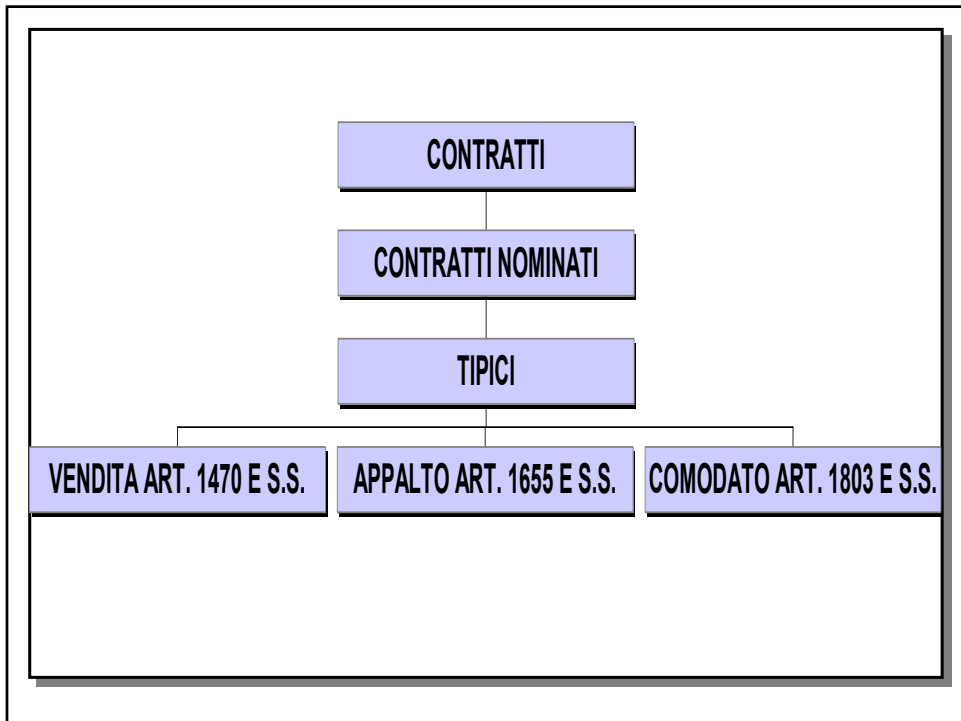 CONTRATTI
CONTRATTI NOMINATI
TIPICI
VENDITA ART. 1470 E S.S.
APPALTO ART. 1655 E S.S.
COMODATO ART. 1803 E S.S.